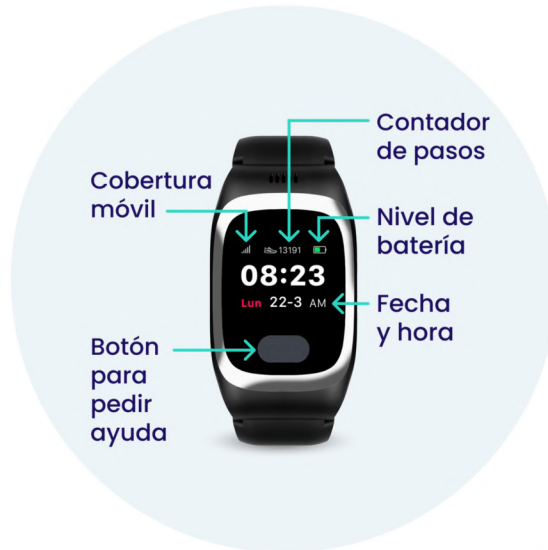 Contador
de pasos
Cobertura
móvil
Nivel de
batería
13191
08:23
Lun 22-3 AM
Fecha
y hora
Botón
para
pedir
ayuda